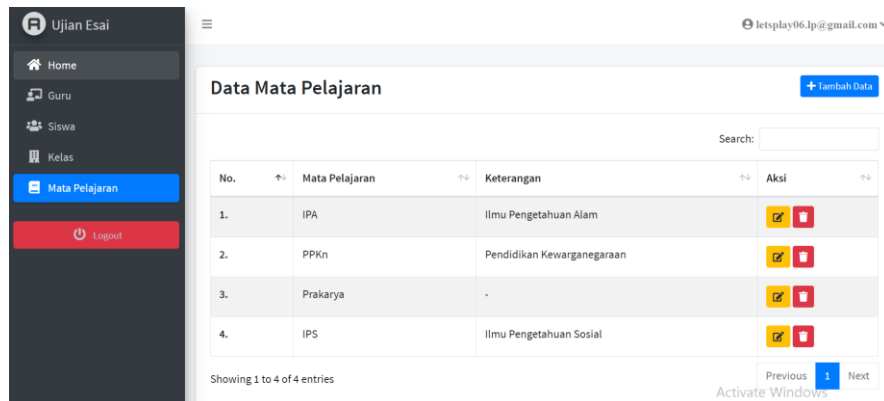 Ujian Esai
letsplay06.lp@gmail.com
Home
Guru
Siswa
Kelas
Mata Pelajaran
Logout
Data Mata Pelajaran
Tambah Data
Search:
No. Mata Pelajaran Keterangan Aksi
1. IPA Ilmu Pengetahuan Alam
2. PPKn Pendidikan Kewarganegaraan
3. Prakarya -
4. IPS Ilmu Pengetahuan Sosial
Showing 1 to 4 of 4 entries
Previous 1 Next
Activate Windows